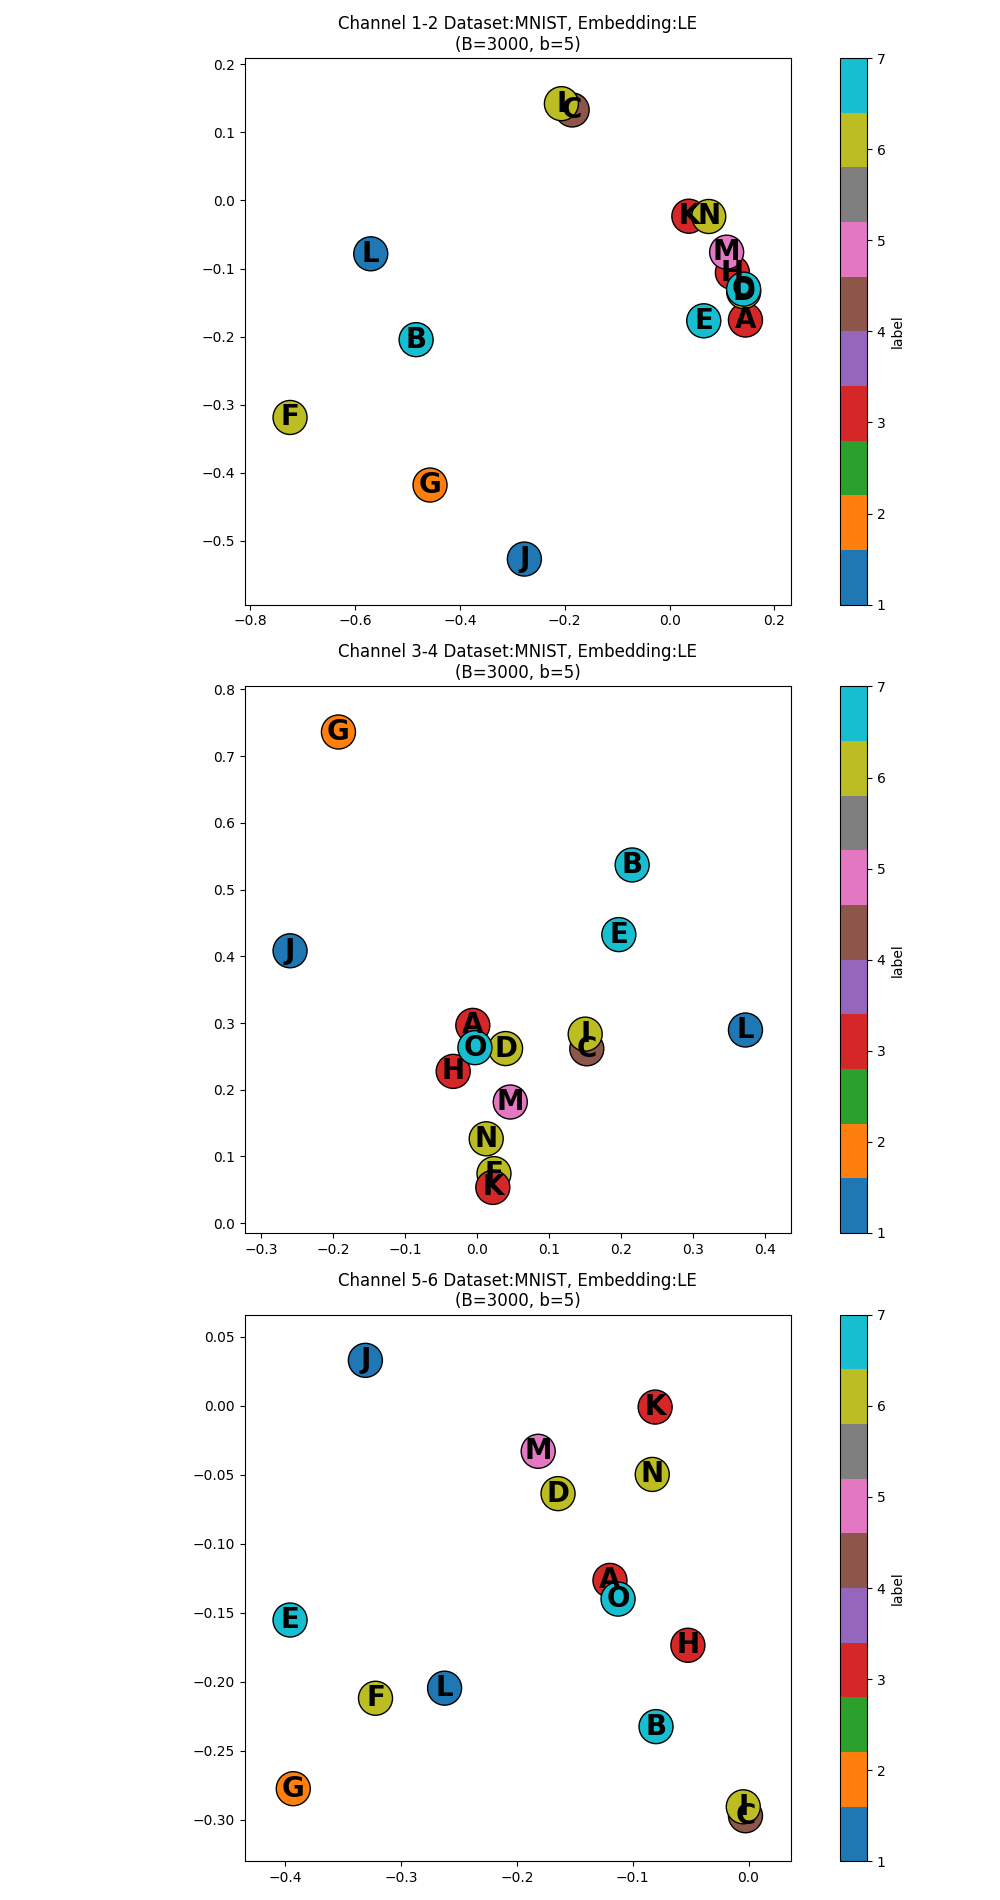 Channel 1-2 Dataset:MNIST, Embedding:LE
(B=3000, b=5)
0.2
0.1
0.0
−0.1
−0.2
−0.3
−0.4
−0.5
−0.8
−0.6
−0.4
−0.2
0.0
0.2
I
C
K
N
M
L
H
O
D
E
A
B
F
G
J
7
6
5
4
3
2
1
label
Channel 3-4 Dataset:MNIST, Embedding:LE
(B=3000, b=5)
0.8
0.7
0.6
0.5
0.4
0.3
0.2
0.1
0.0
−0.3
−0.2
−0.1
0.0
0.1
0.2
0.3
0.4
G
B
E
J
A
I
L
O
D
C
H
M
N
F
K
7
6
5
4
3
2
1
label
Channel 5-6 Dataset:MNIST, Embedding:LE
(B=3000, b=5)
0.05
0.00
−0.05
−0.10
−0.15
−0.20
−0.25
−0.30
−0.4
−0.3
−0.2
−0.1
0.0
J
K
M
N
D
A
O
E
H
L
F
B
G
I
C
7
6
5
4
3
2
1
label